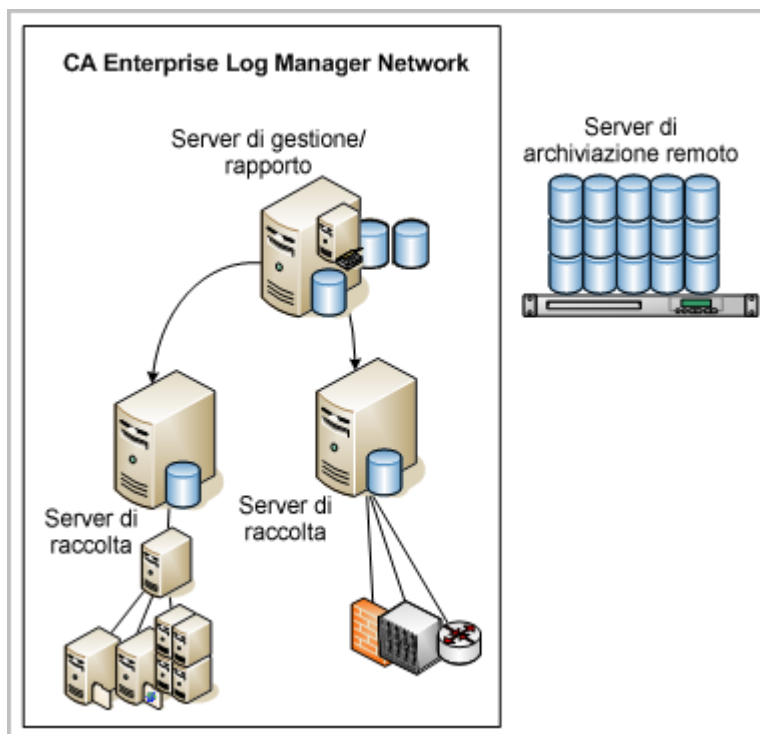 CA Enterprise Log Manager Network
Server di gestione/
rapporto
Server di
archiviazione remoto
Server di
raccolta
Server di
raccolta